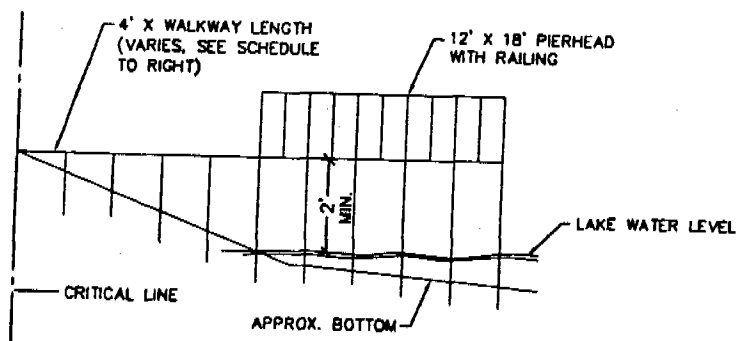 4' X WALKWAY LENGTH
(VARIES, SEE SCHEDULE
TO RIGHT)
12' X 18' PIERHEAD
WITH RAILING
2'
MIN.
LAKE WATER LEVEL
CRITICAL LINE
APPROX. BOTTOM